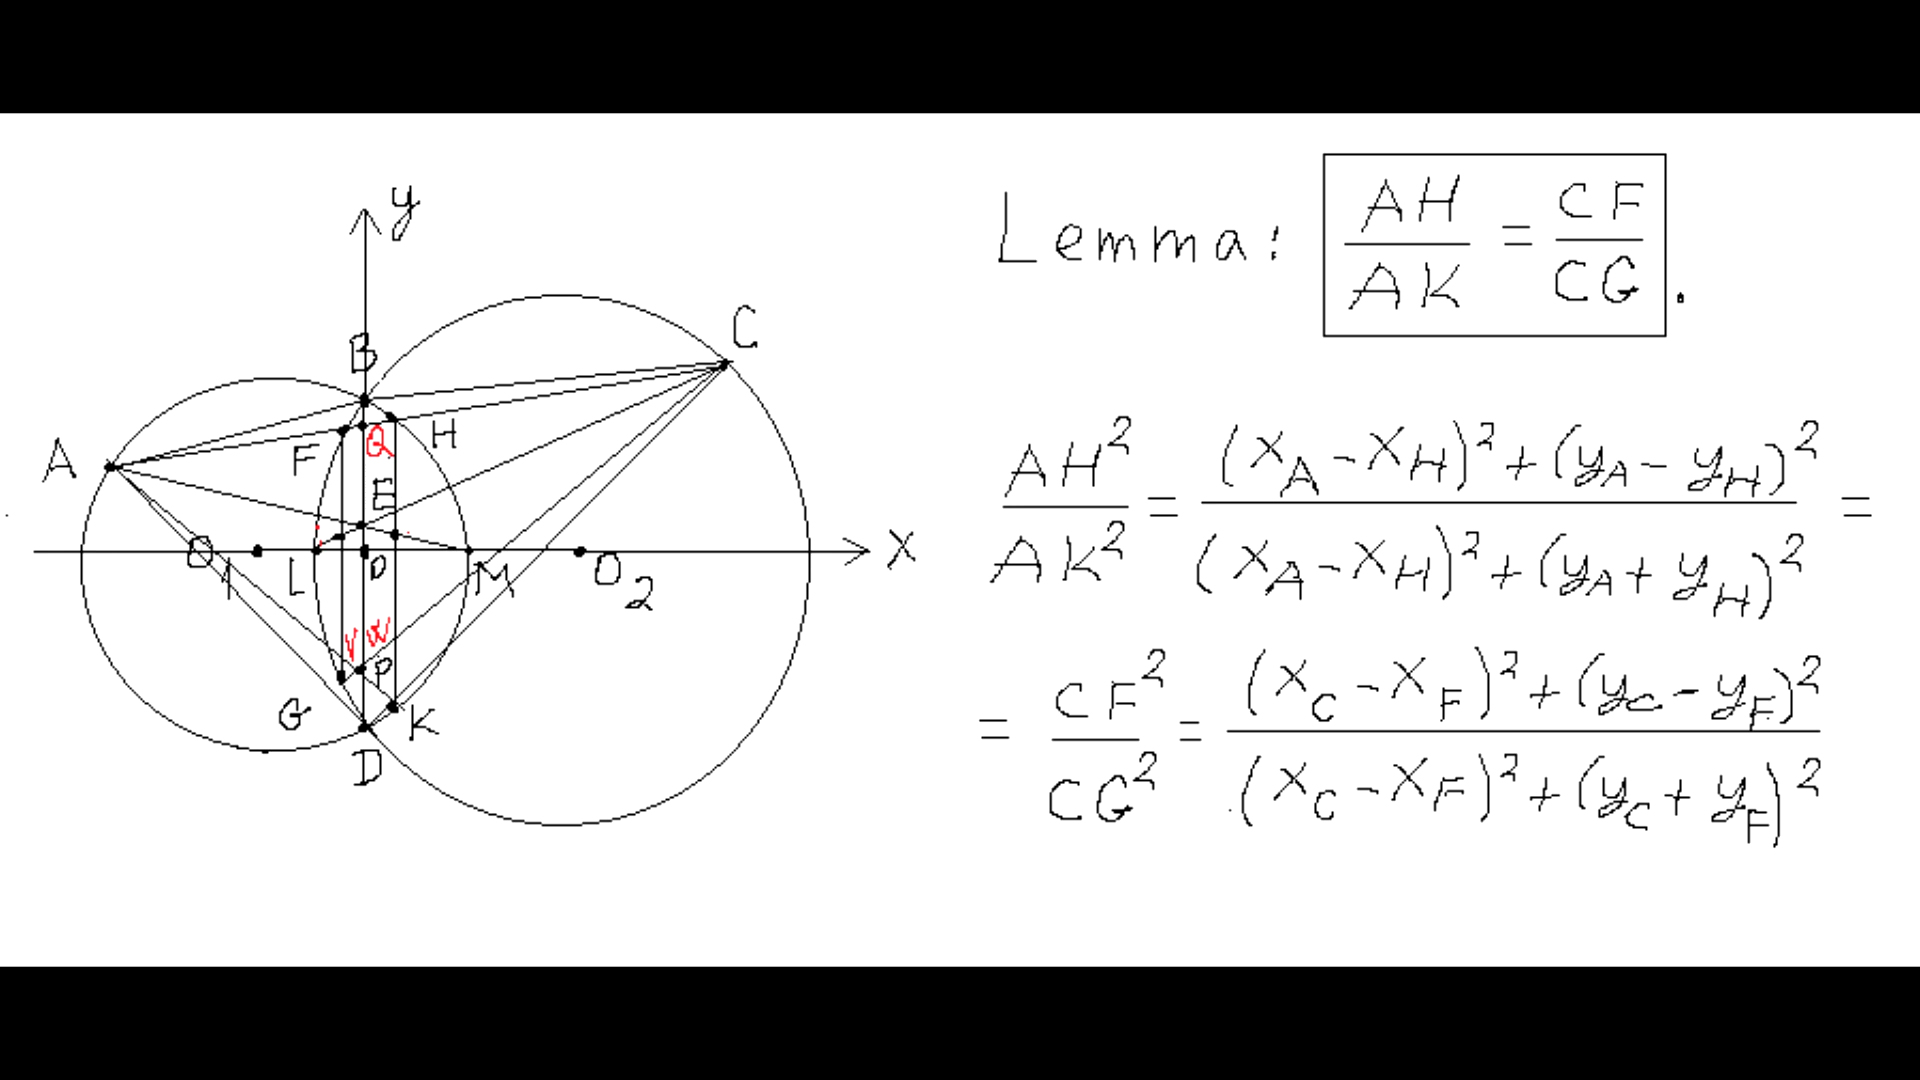 y
B
C
A
F
Q
H
E
O1
L
O
M
O2
x
V
W
P
G
K
D
Lemma: AH/AK = CF/CG.
AH²/AK² = ((x_A - x_H)² + (y_A - y_H)²)/((x_A - x_H)² + (y_A + y_H)²) =
= CF²/CG² = ((x_C - x_F)² + (y_C - y_F)²)/((x_C - x_F)² + (y_C + y_F)²)